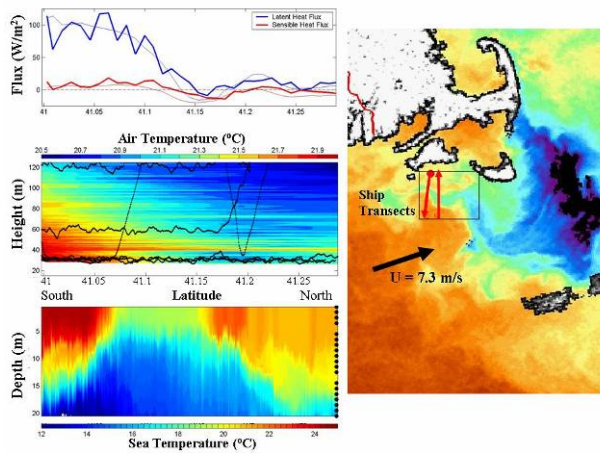 Flux (W/m²)
100
50
0
Latent Heat Flux
Sensible Heat Flux
41 41.05 41.1 41.15 41.2 41.25
Air Temperature (°C)
20.5 20.7 20.9 21.1 21.3 21.5 21.7 21.9
Height (m)
120
100
80
60
40
20
41 41.05 41.1 41.15 41.2 41.25
South Latitude North
Depth (m)
5
10
15
20
12 14 16 18 20 22 24
Sea Temperature (°C)
Ship
Transects
U = 7.3 m/s